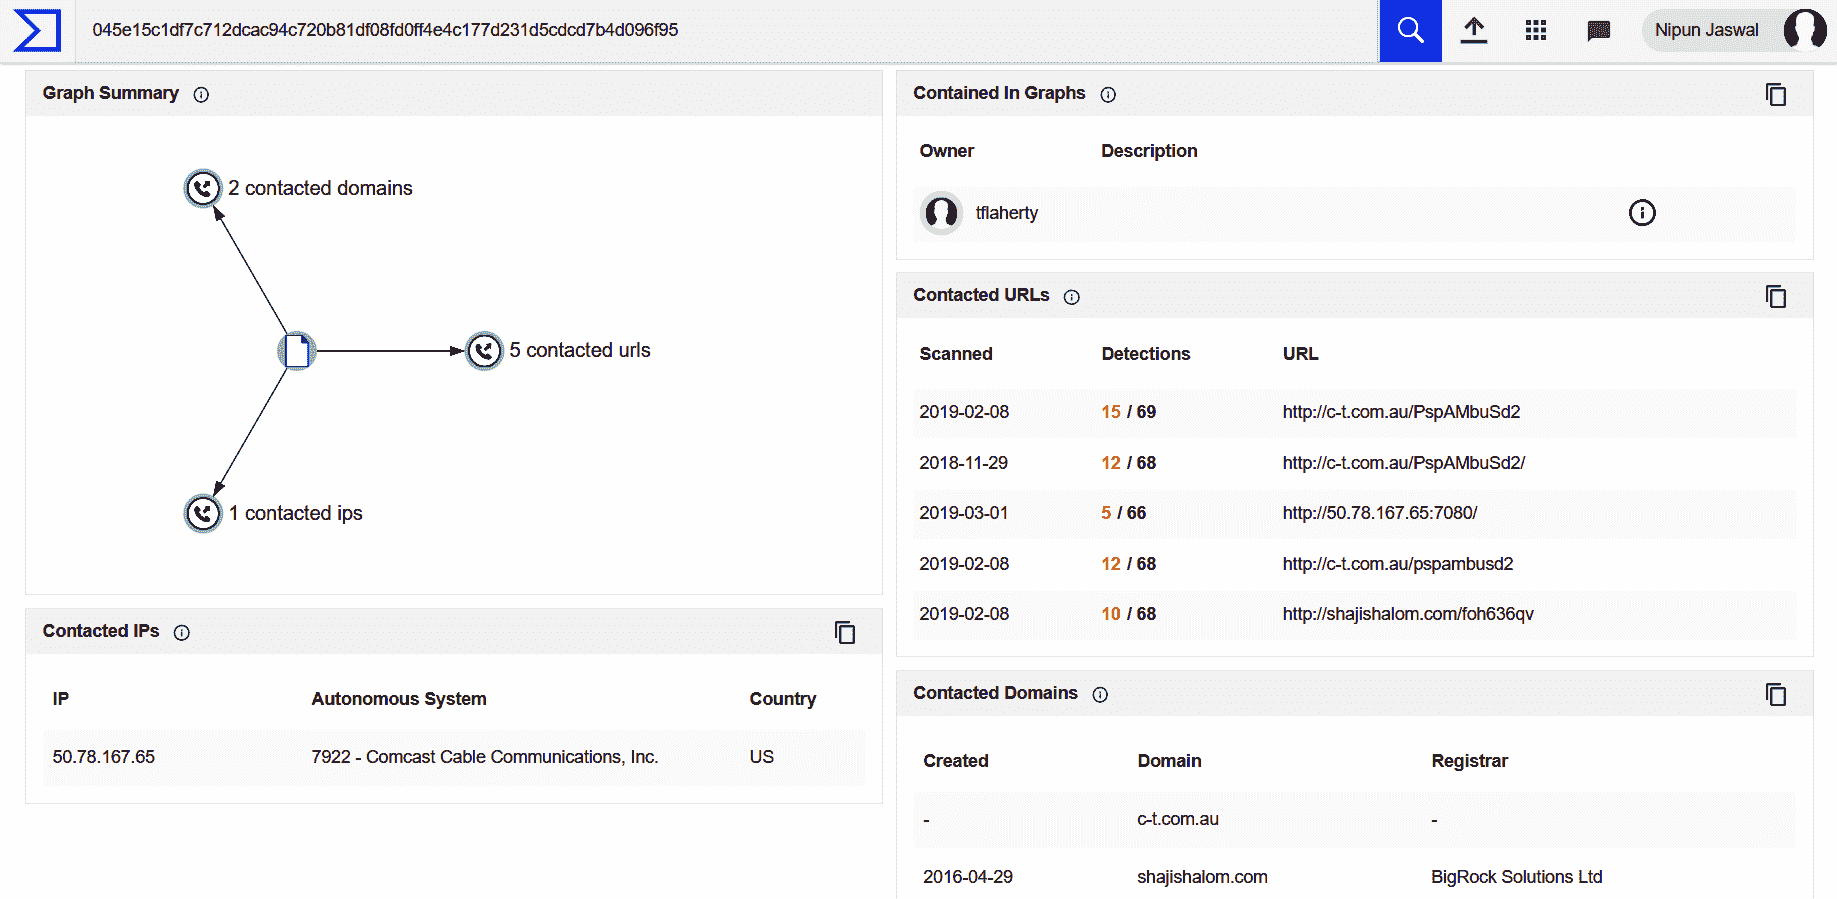 045e15c1df7c712dcac94c720b81df08fd0ff4e4c177d231d5cdcd7b4d096f95
Nipun Jaswal
Graph Summary
2 contacted domains
5 contacted urls
1 contacted ips
Contacted IPs
IP Autonomous System Country
50.78.167.65 7922 - Comcast Cable Communications, Inc. US
Contained In Graphs
Owner Description
tflaherty
Contacted URLs
Scanned Detections URL
2019-02-08 15 / 69 http://c-t.com.au/PspAMbuSd2
2018-11-29 12 / 68 http://c-t.com.au/PspAMbuSd2/
2019-03-01 5 / 66 http://50.78.167.65:7080/
2019-02-08 12 / 68 http://c-t.com.au/pspambusd2
2019-02-08 10 / 68 http://shajishalom.com/foh636qv
Contacted Domains
Created Domain Registrar
- c-t.com.au -
2016-04-29 shajishalom.com BigRock Solutions Ltd